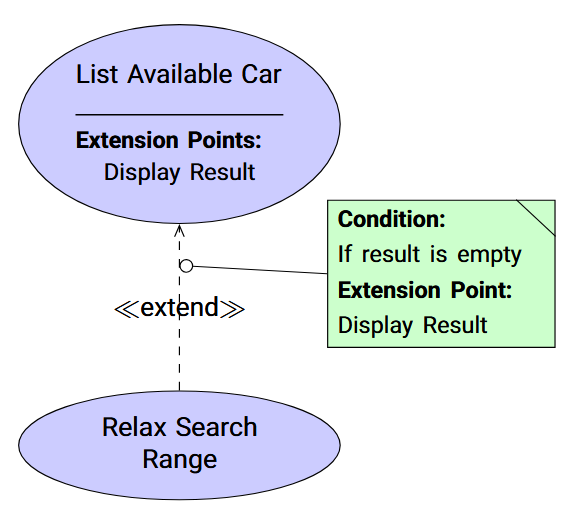 List Available Car
Extension Points:
Display Result
Condition:
If result is empty
Extension Point:
Display Result
≪extend≫
Relax Search
Range